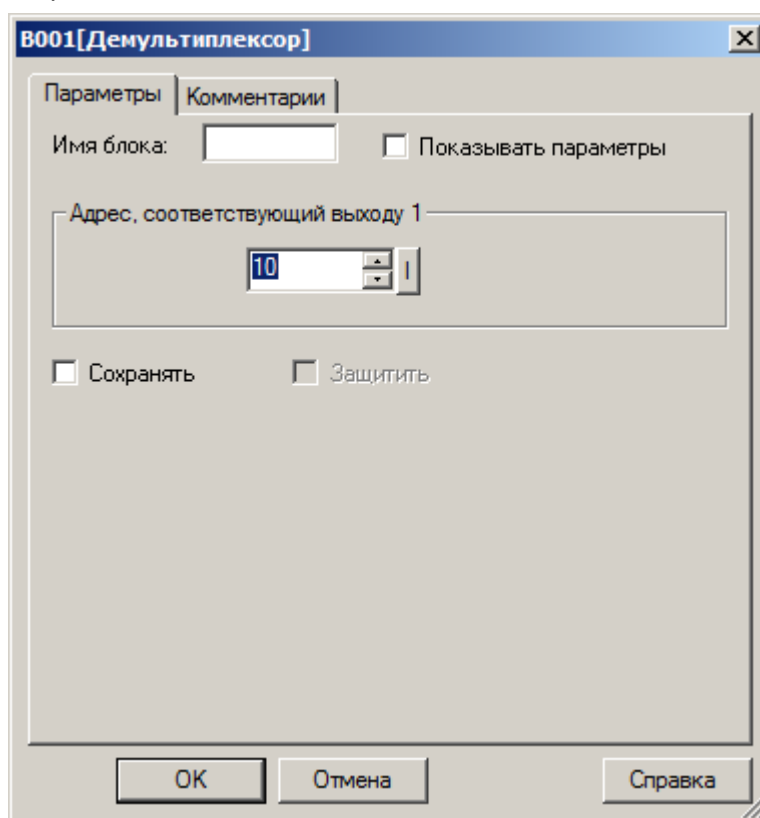 B001[Демультиплексор]
Параметры Комментарии
Имя блока: Показывать параметры
Адрес, соответствующий выходу 1
10 I
Сохранять Защитить
OK Отмена Справка